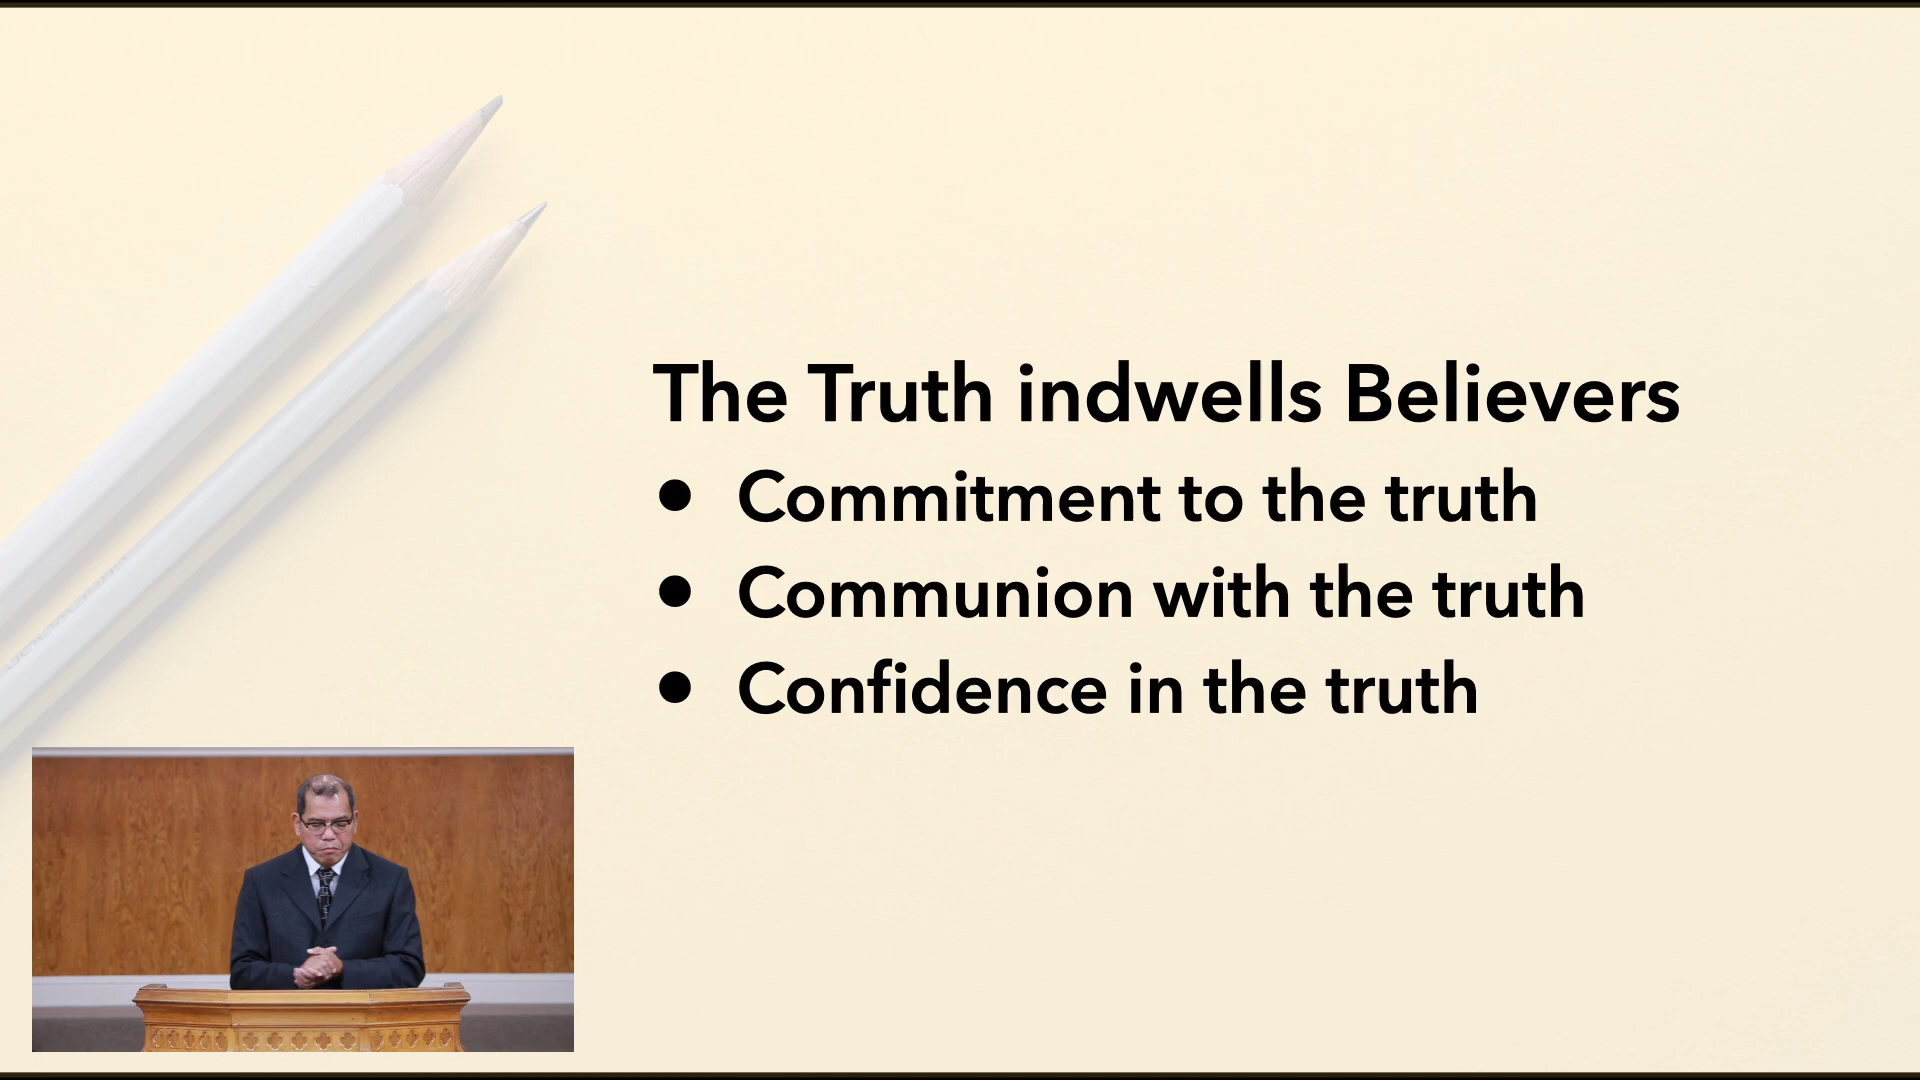 The Truth indwells Believers
• Commitment to the truth
• Communion with the truth
• Confidence in the truth